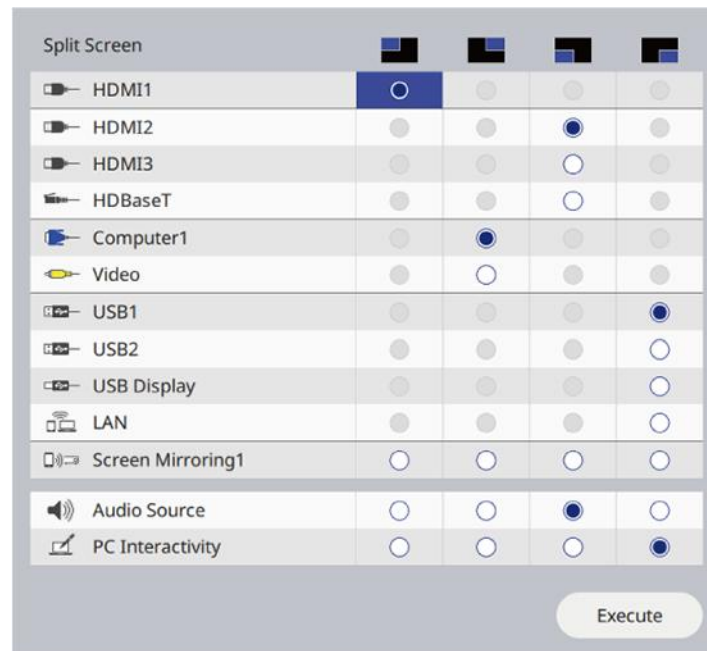 Split Screen
HDMI1
HDMI2
HDMI3
HDBaseT
Computer1
Video
USB1
USB2
USB Display
LAN
Screen Mirroring1
Audio Source
PC Interactivity
Execute